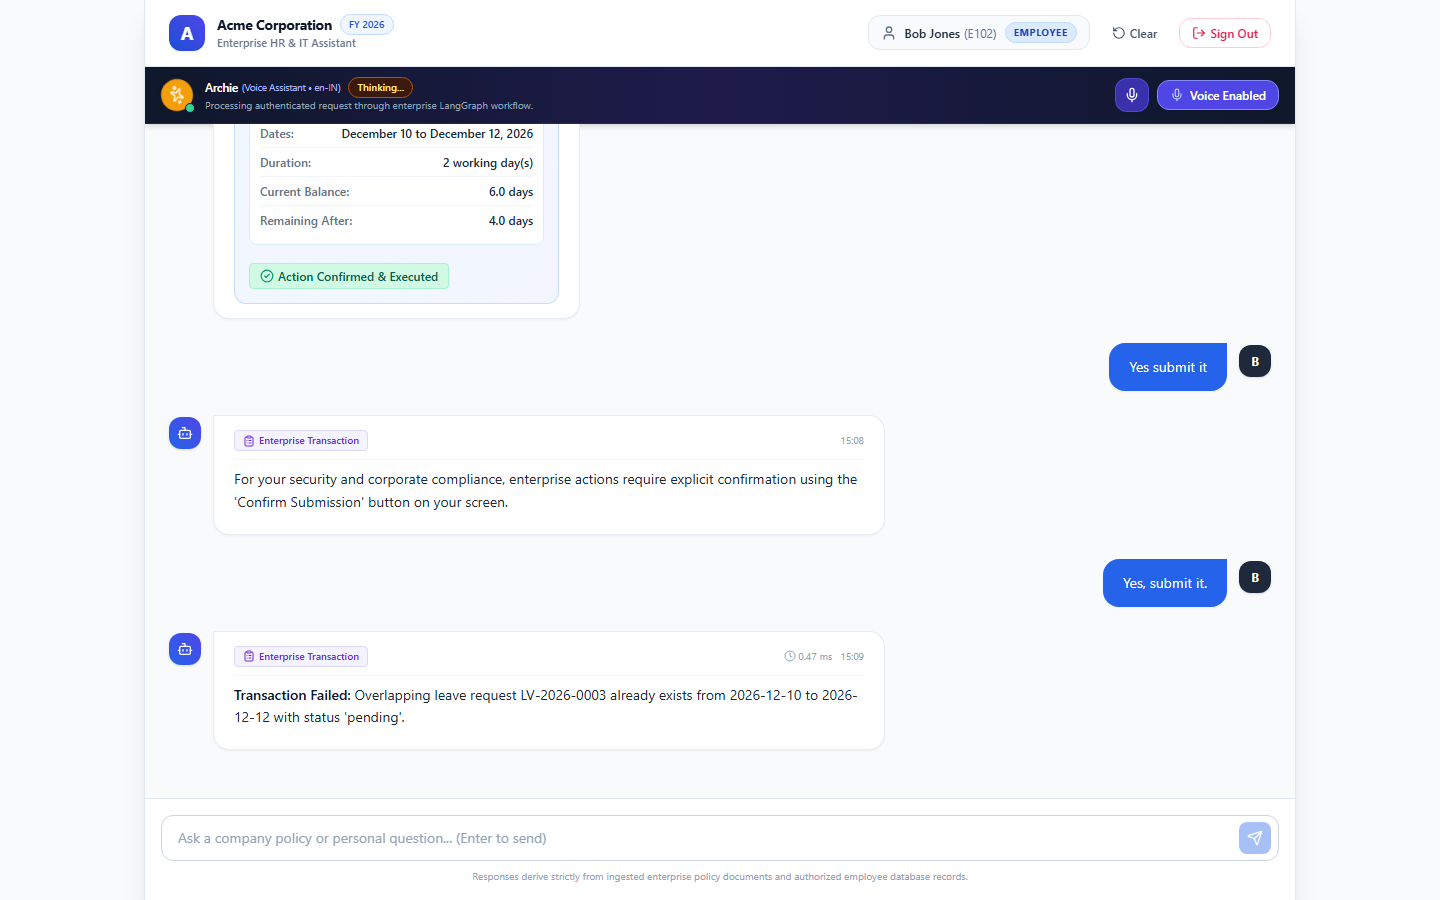 A
Acme Corporation
FY 2026
Enterprise HR & IT Assistant
Bob Jones (E102)
EMPLOYEE
Clear
Sign Out
Archie (Voice Assistant • en-IN)
Thinking...
Processing authenticated request through enterprise LangGraph workflow.
Voice Enabled
Dates: December 10 to December 12, 2026
Duration: 2 working day(s)
Current Balance: 6.0 days
Remaining After: 4.0 days
Action Confirmed & Executed
Yes submit it
B
Enterprise Transaction
15:08
For your security and corporate compliance, enterprise actions require explicit confirmation using the
'Confirm Submission' button on your screen.
Yes, submit it.
B
Enterprise Transaction
0.47 ms 15:09
Transaction Failed: Overlapping leave request LV-2026-0003 already exists from 2026-12-10 to 2026-
12-12 with status 'pending'.
Ask a company policy or personal question... (Enter to send)
Responses derive strictly from ingested enterprise policy documents and authorized employee database records.